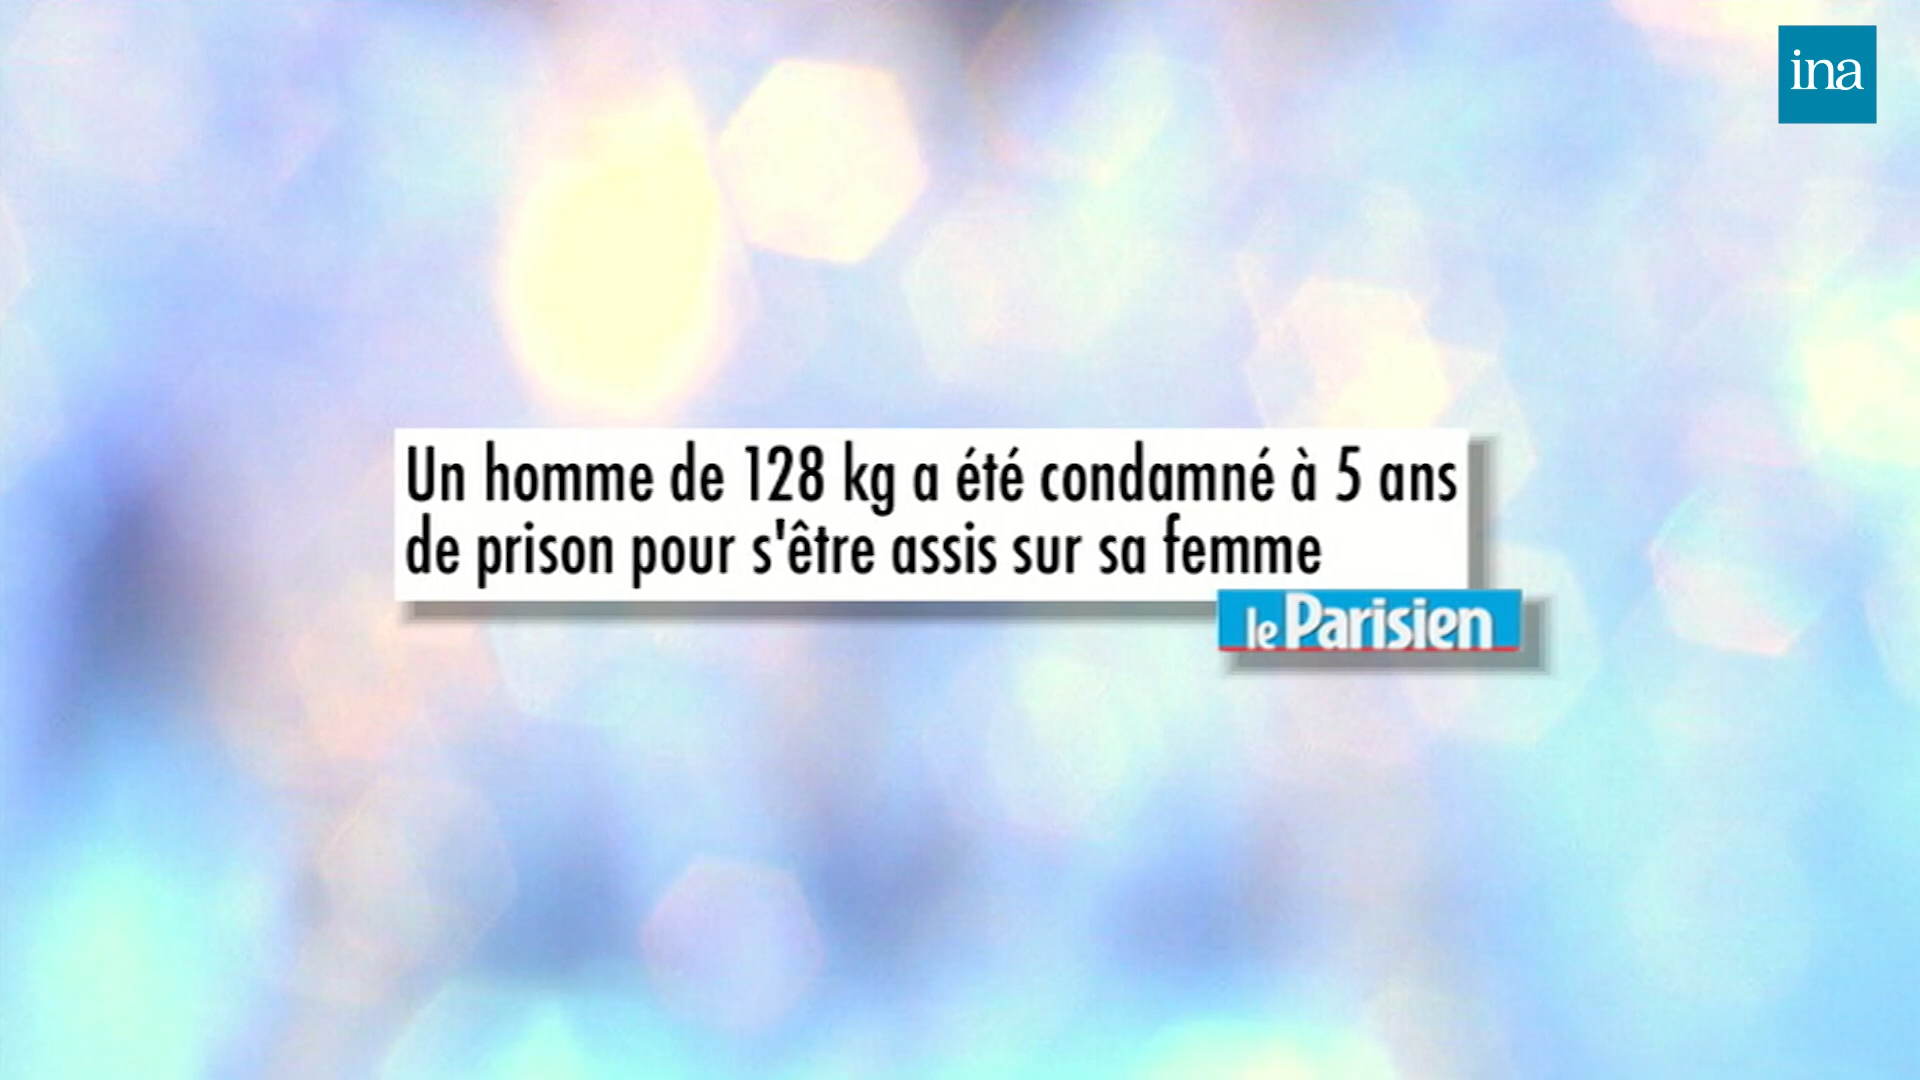 ina
Un homme de 128 kg a été condamné à 5 ans
de prison pour s'être assis sur sa femme
le Parisien